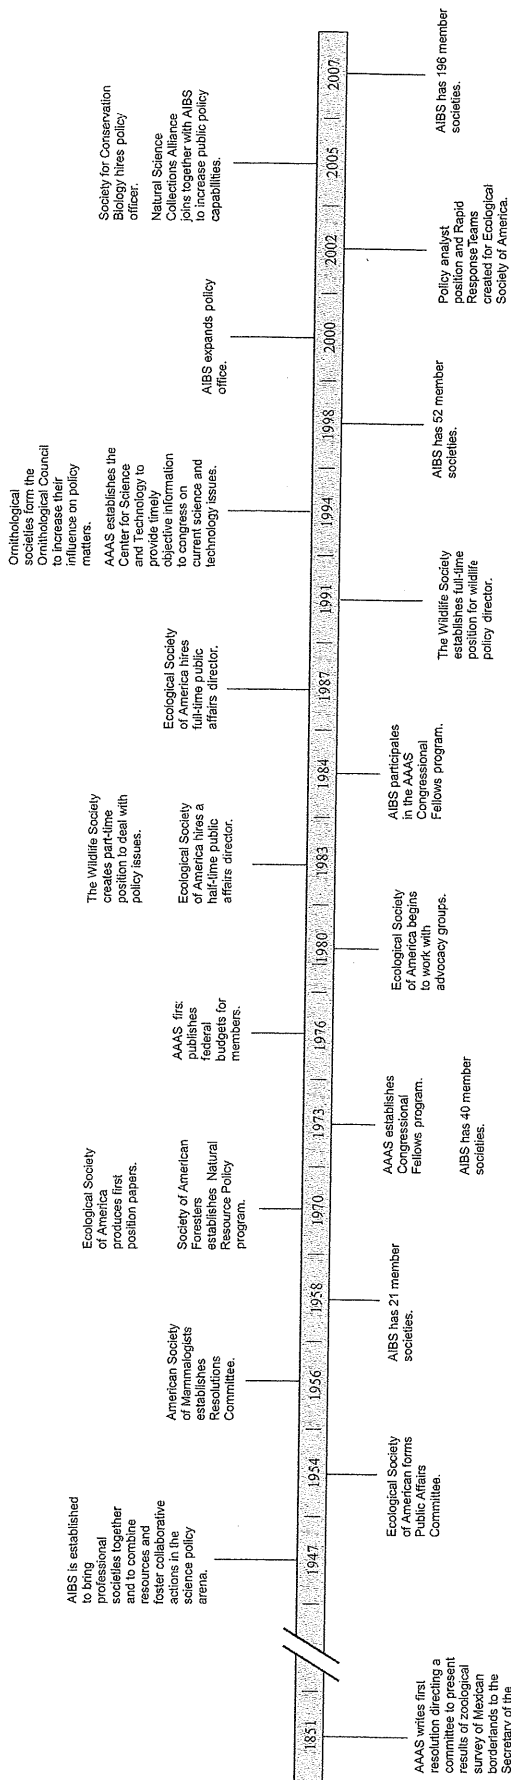 AIBS is established
to bring
professional
societies together
and to combine
resources and
foster collaborative
actions in the
science policy
arena.
American Society
of Mammalogists
establishes
Resolutions
Committee.
Ecological Society
of America
produces first
position papers.
Society of American
Foresters
establishes Natural
Resource Policy
program.
AAAS firs:
publishes
federal
budgets for
members.
The Wildlife Society
creates part-time
position to deal with
policy issues.
Ecological Society
of America hires a
half-time public
affairs director.
Ecological Society
of America hires
full-time public
affairs director.
Ornithological
societies form the
Ornithological Council
to increase their
influence on policy
matters.
AAAS establishes the
Center for Science
and Technology to
provide timely
objective information
to congress on
current science and
technology issues.
AIBS expands policy
office.
Society for Conservation
Biology hires policy
officer.
Natural Science
Collections Alliance
joins together with AIBS
to increase public policy
capabilities.
1851 1947 1954 1956 1958 1970 1973 1976 1980 1983 1984 1987 1991 1994 1998 2000 2002 2005 2007
AAAS writes first
resolution directing a
committee to present
results of zoological
survey of Mexican
borderlands to the
Secretary of the
Ecological Society
of American forms
Public Affairs
Committee.
AIBS has 21 member
societies.
AAAS establishes
Congressional
Fellows program.
AIBS has 40 member
societies.
Ecological Society
of America begins
to work with
advocacy groups.
AIBS participates
in the AAAS
Congressional
Fellows program.
The Wildlife Society
establishes full-time
position for wildlife
policy director.
AIBS has 52 member
societies.
Policy analyst
position and Rapid
Response Teams
created for Ecological
Society of America.
AIBS has 196 member
societies.